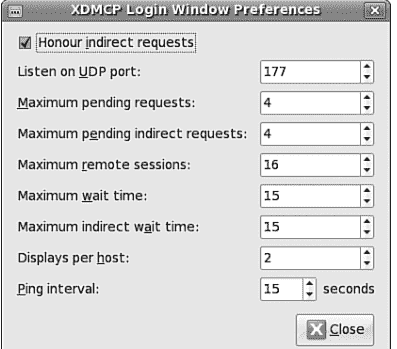 XDMCP Login Window Preferences
Honour indirect requests
Listen on UDP port: 177
Maximum pending requests: 4
Maximum pending indirect requests: 4
Maximum remote sessions: 16
Maximum wait time: 15
Maximum indirect wait time: 15
Displays per host: 2
Ping interval: 15 seconds
Close